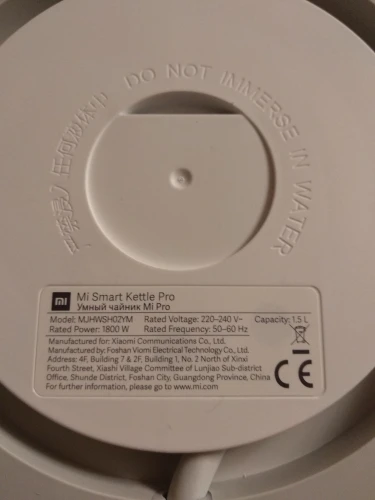 DO NOT IMMERSE IN WATER
mi
Mi Smart Kettle Pro
Умный чайник Mi Pro
Model: MJHWSH02YM Rated Voltage: 220-240 V~ Capacity: 1.5 L
Rated Power: 1800 W Rated Frequency: 50-60 Hz
Manufactured for: Xiaomi Communications Co., Ltd.
Manufactured by: Foshan Viomi Electrical Technology Co., Ltd.
Address: 4F, Building 7 & 2F, Building 1, No. 2 North of Xinxi
Fourth Street, Xiashi Village Committee of Lunjiao Sub-district
Office, Shunde District, Foshan City, Guangdong Province, China
For further information, please go to www.mi.com
CE